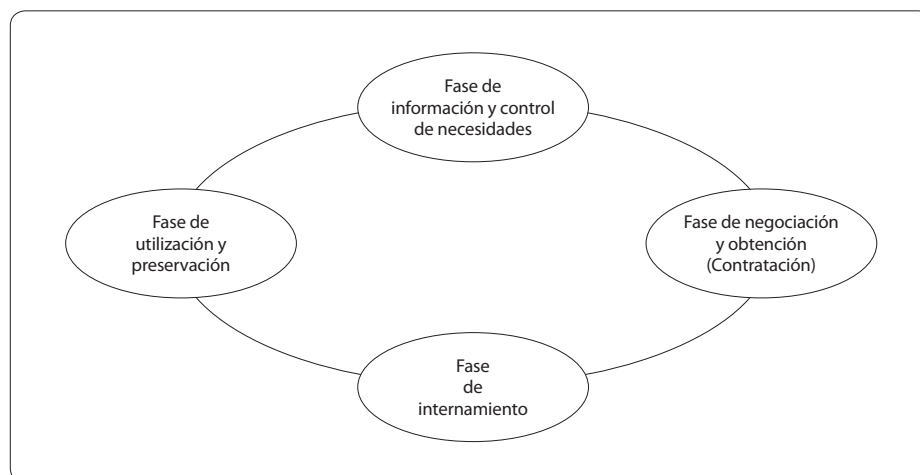 Fase de
información y control
de necesidades
Fase de
utilización y
preservación
Fase de negociación
y obtención
(Contratación)
Fase
de
internamiento